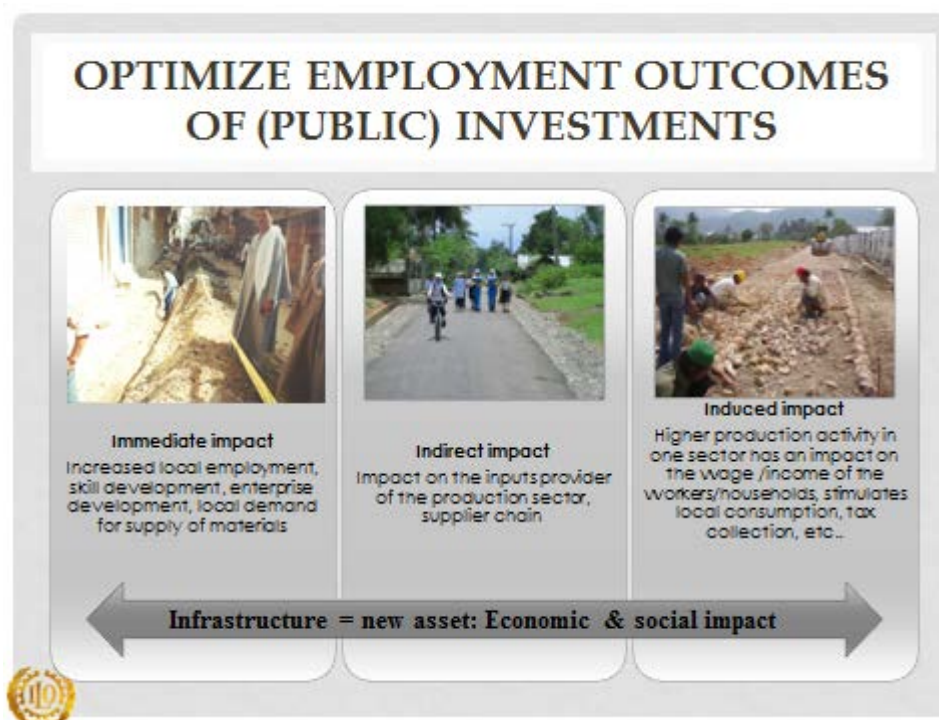 OPTIMIZE EMPLOYMENT OUTCOMES
OF (PUBLIC) INVESTMENTS
Immediate impact
Increased local employment,
skill development, enterprise
development, local demand
for supply of materials
Indirect impact
Impact on the inputs provider
of the production sector,
supplier chain
Induced impact
Higher production activity in
one sector has an impact on
the wage /income of the
workers/households, stimulates
local consumption, tax
collection, etc..
Infrastructure = new asset: Economic & social impact
ILO